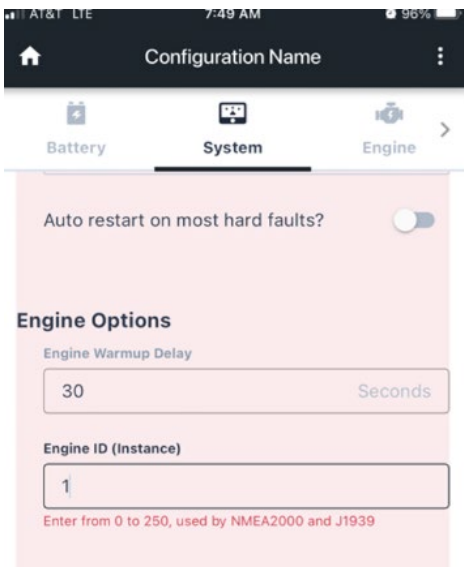 AT&T LTE 7:49 AM 96%
Configuration Name
Battery System Engine
Auto restart on most hard faults?
Engine Options
Engine Warmup Delay
30 Seconds
Engine ID (Instance)
1
Enter from 0 to 250, used by NMEA2000 and J1939